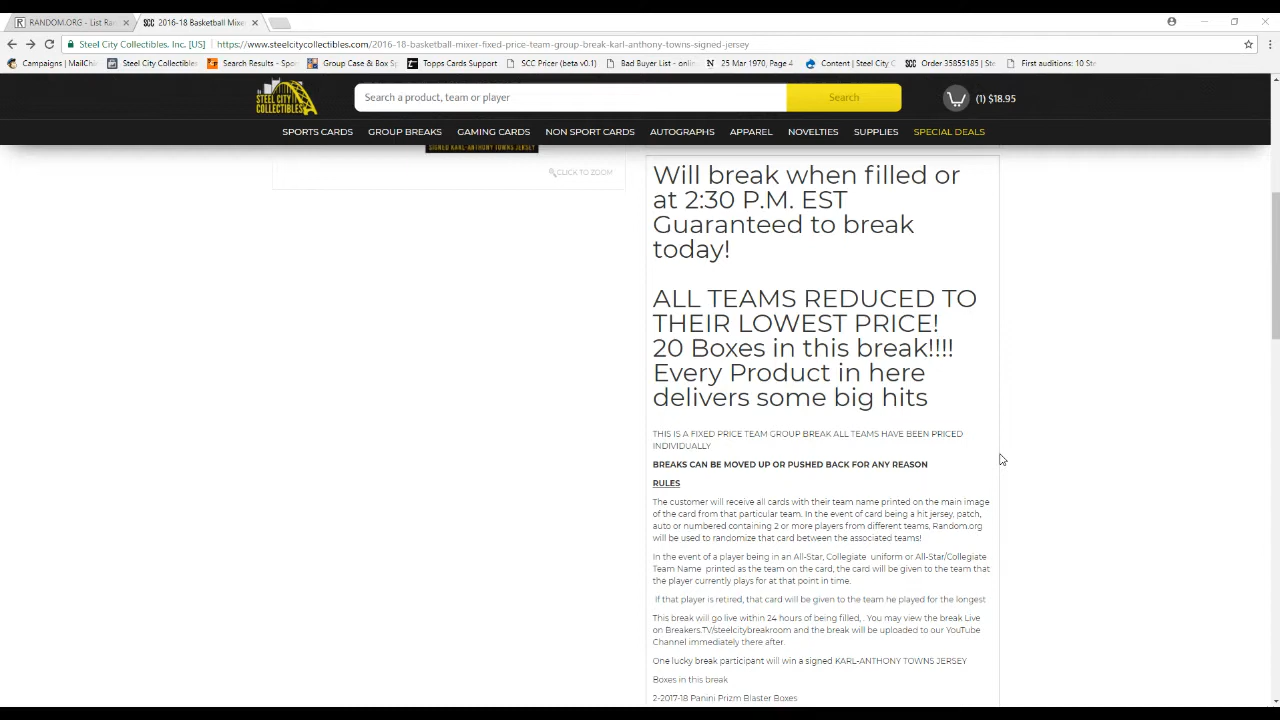 RANDOM.ORG - List Ra
SCC 2016-18 Basketball Mixe
Steel City Collectibles, Inc. [US] https://www.steelcitycollectibles.com/2016-18-basketball-mixer-fixed-price-team-group-break-karl-anthony-towns-signed-jersey
Campaigns | MailChi Steel City Collectibles Search Results - Spo Group Case & Box S Topps Cards Support SCC Pricer (beta v0.1) Bad Buyer List - onlin 25 Mar 1970, Page 4 Content | Steel City C SCC Order 35855185 | Ste First auditions: 10 Ste
STEEL CITY
COLLECTIBLES
Search a product, team or player
Search
(1) $18.95
SPORTS CARDS GROUP BREAKS GAMING CARDS NON SPORT CARDS AUTOGRAPHS APPAREL NOVELTIES SUPPLIES SPECIAL DEALS
SIGNED KARL-ANTHONY TOWNS JERSEY
CLICK TO ZOOM
Will break when filled or
at 2:30 P.M. EST
Guaranteed to break
today!
ALL TEAMS REDUCED TO
THEIR LOWEST PRICE!
20 Boxes in this break!!!!
Every Product in here
delivers some big hits
THIS IS A FIXED PRICE TEAM GROUP BREAK ALL TEAMS HAVE BEEN PRICED
INDIVIDUALLY
BREAKS CAN BE MOVED UP OR PUSHED BACK FOR ANY REASON
RULES
The customer will receive all cards with their team name printed on the main image
of the card from that particular team. In the event of card being a hit jersey, patch,
auto or numbered containing 2 or more players from different teams, Random.org
will be used to randomize that card between the associated teams!
In the event of a player being in an All-Star, Collegiate uniform or All-Star/Collegiate
Team Name printed as the team on the card, the card will be given to the team that
the player currently plays for at that point in time.
If that player is retired, that card will be given to the team he played for the longest
This break will go live within 24 hours of being filled, . You may view the break Live
on Breakers.TV/steelcitybreakroom and the break will be uploaded to our YouTube
Channel immediately there after.
One lucky break participant will win a signed KARL-ANTHONY TOWNS JERSEY
Boxes in this break
2-2017-18 Panini Prizm Blaster Boxes